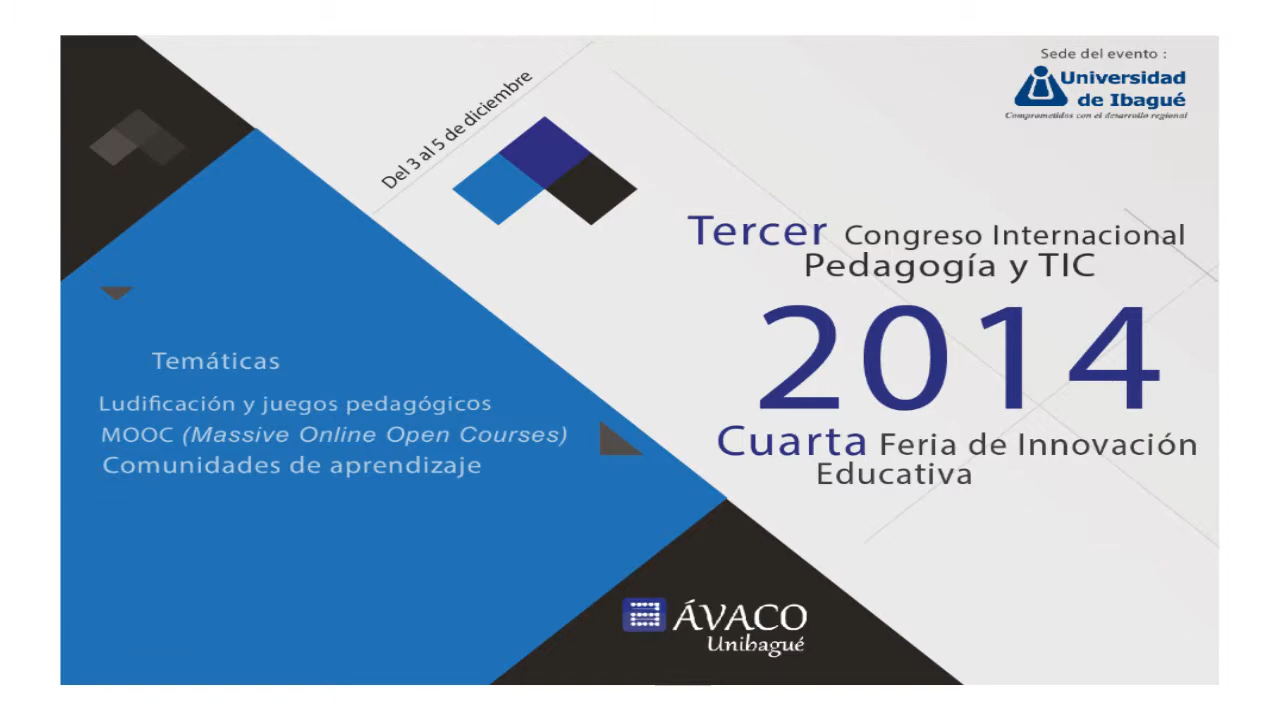 Sede del evento :
Universidad
de Ibagué
Comprometidos con el desarrollo regional
Del 3 al 5 de diciembre
Tercer Congreso Internacional
Pedagogía y TIC
2014
Cuarta Feria de Innovación
Educativa
Temáticas
Ludificación y juegos pedagógicos
MOOC (Massive Online Open Courses)
Comunidades de aprendizaje
ÁVACO
Unibagué